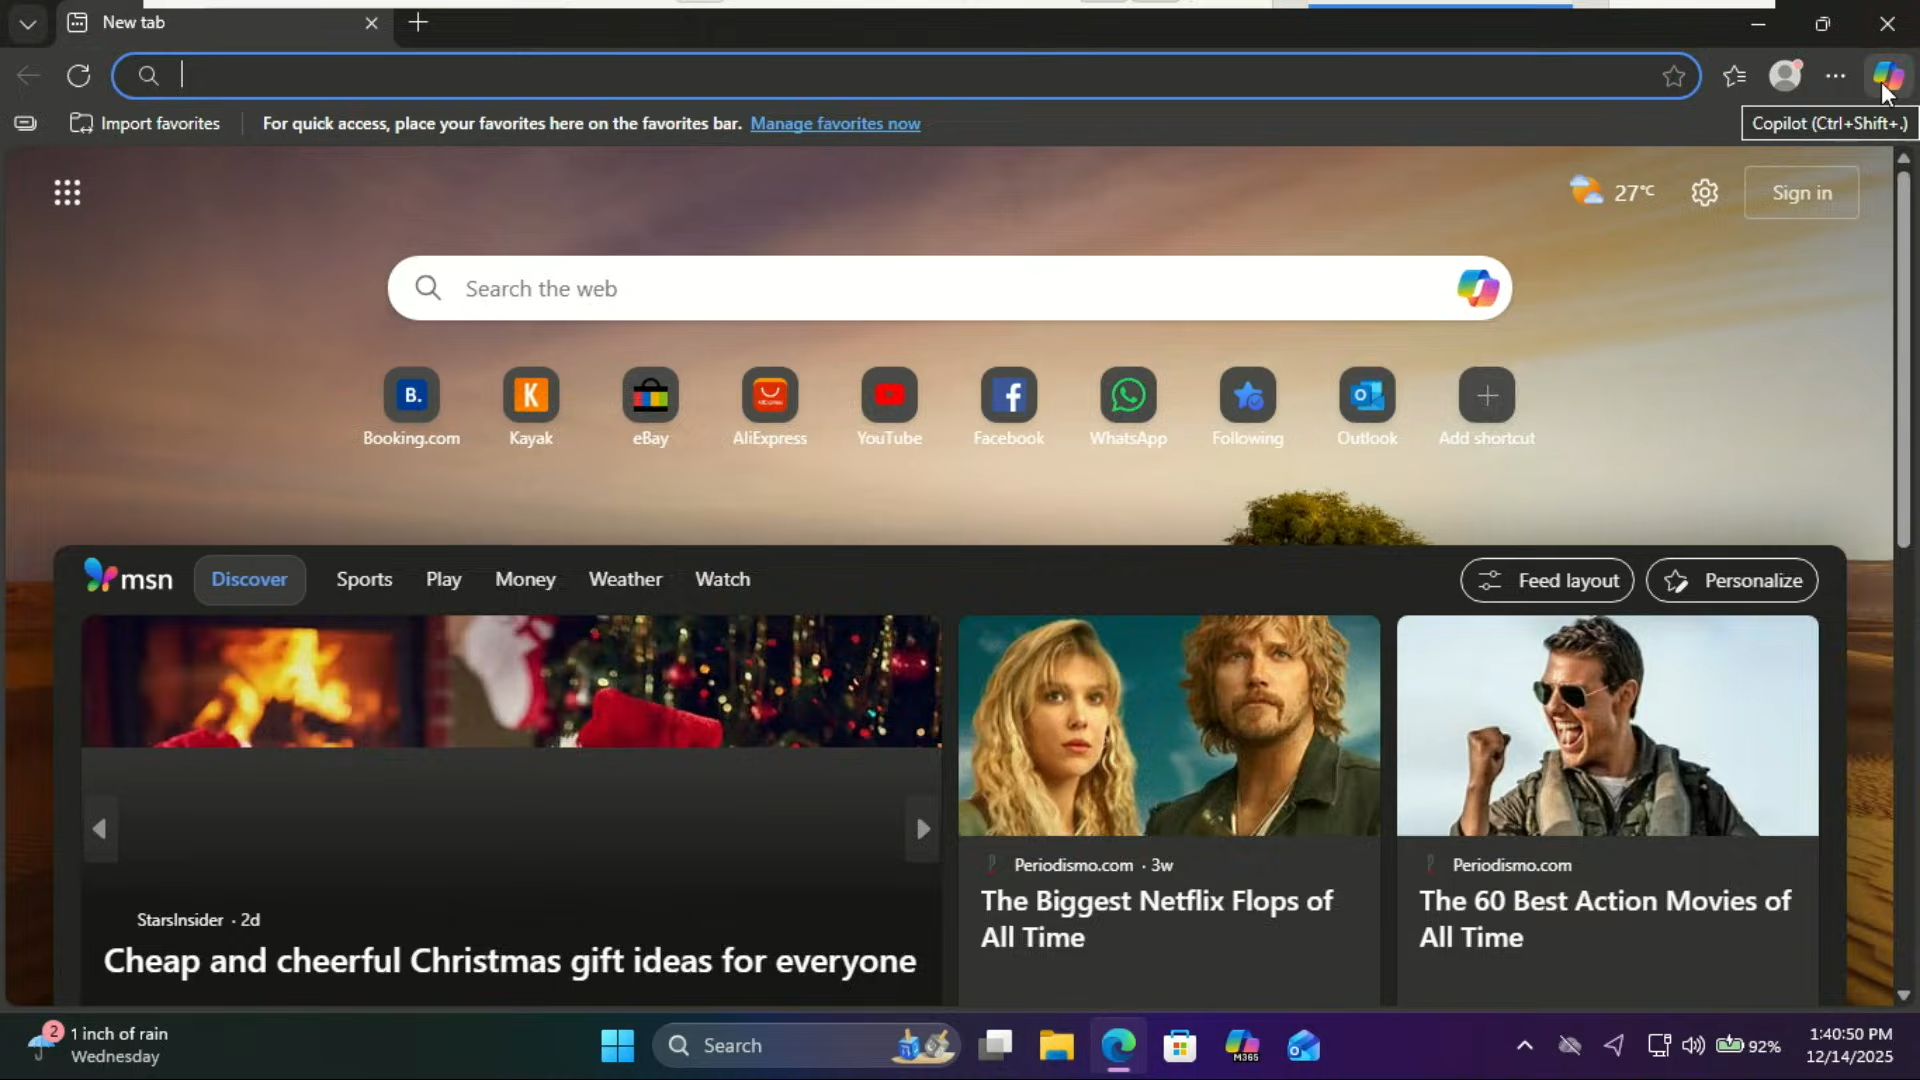 New tab
Import favorites
For quick access, place your favorites here on the favorites bar. Manage favorites now
Copilot (Ctrl+Shift+.)
27°C
Sign in
Search the web
B.
K
Booking.com
Kayak
eBay
AliExpress
YouTube
Facebook
WhatsApp
Following
Outlook
Add shortcut
msn
Discover
Sports
Play
Money
Weather
Watch
Feed layout
Personalize
StarsInsider · 2d
Cheap and cheerful Christmas gift ideas for everyone
Periodismo.com · 3w
The Biggest Netflix Flops of
All Time
Periodismo.com
The 60 Best Action Movies of
All Time
2
1 inch of rain
Wednesday
Search
M365
92%
1:40:50 PM
12/14/2025